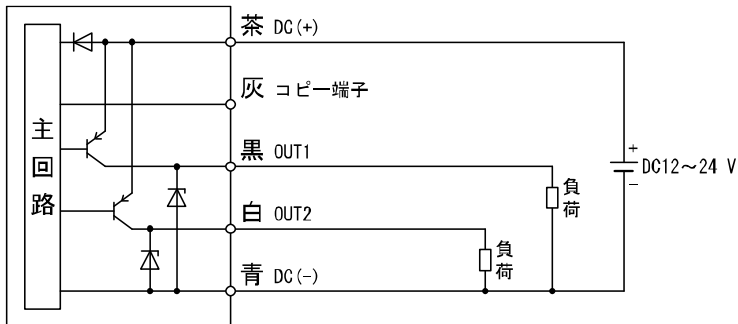 茶 DC(+)
灰 コピー端子
主回路
黒 OUT1
白 OUT2
青 DC(-)
負荷
負荷
+
DC12～24 V
-